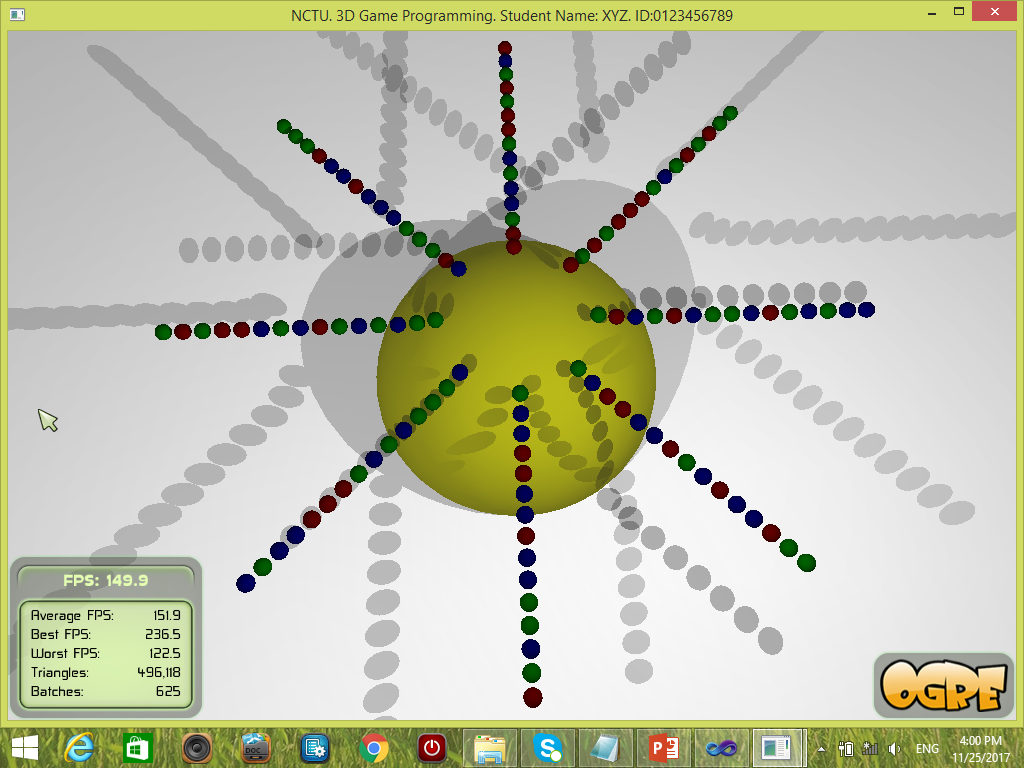 NCTU. 3D Game Programming. Student Name: XYZ. ID:0123456789
FPS: 149.9
Average FPS: 151.9
Best FPS: 236.5
Worst FPS: 122.5
Triangles: 496,118
Batches: 625
OGRE
DOC
ENG
4:00 PM
11/25/2017